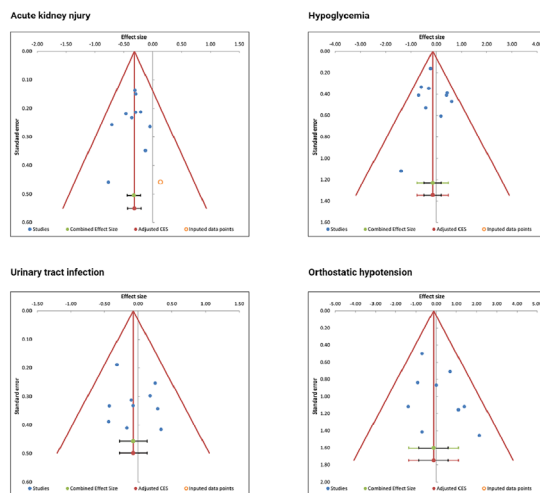 Acute kidney njury
Effect size
-2.00 -1.50 -1.00 -0.50 0.00 0.50 1.00 1.50
0.00
0.10
0.20
0.30
0.40
0.50
0.60
Standard error
Studies Combined Effect Size Adjusted CES Inputed data points
Hypoglycemia
Effect size
-4.00 -3.00 -2.00 -1.00 0.00 1.00 2.00 3.00 4.0
0.00
0.20
0.40
0.60
0.80
1.00
1.20
1.40
1.60
Standard error
Studies Combined Effect Size Adjusted CES Inputed data points
Urinary tract infection
Effect size
-1.50 -1.00 -0.50 0.00 0.50 1.00 1.50
0.00
0.10
0.20
0.30
0.40
0.50
0.60
Standard error
Studies Combined Effect Size Adjusted CES Inputed data points
Orthostatic hypotension
Effect size
-5.00 -4.00 -3.00 -2.00 -1.00 0.00 1.00 2.00 3.00 4.00 5.0
0.00
0.20
0.40
0.60
0.80
1.00
1.20
1.40
1.60
1.80
2.00
Standard error
Studies Combined Effect Size Adjusted CES Inputed data points